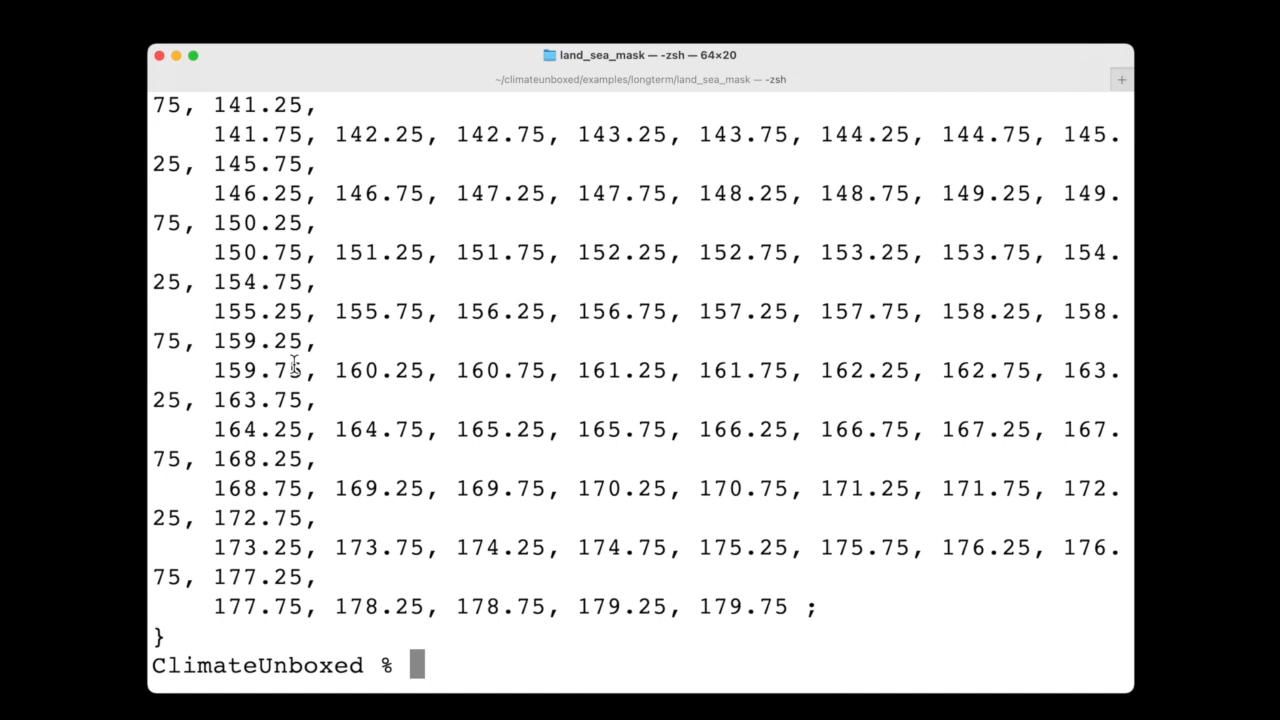 land_sea_mask — -zsh — 64×20
~/climateunboxed/examples/longterm/land_sea_mask — -zsh
+
75, 141.25,
141.75, 142.25, 142.75, 143.25, 143.75, 144.25, 144.75, 145.
25, 145.75,
146.25, 146.75, 147.25, 147.75, 148.25, 148.75, 149.25, 149.
75, 150.25,
150.75, 151.25, 151.75, 152.25, 152.75, 153.25, 153.75, 154.
25, 154.75,
155.25, 155.75, 156.25, 156.75, 157.25, 157.75, 158.25, 158.
75, 159.25,
159.75, 160.25, 160.75, 161.25, 161.75, 162.25, 162.75, 163.
25, 163.75,
164.25, 164.75, 165.25, 165.75, 166.25, 166.75, 167.25, 167.
75, 168.25,
168.75, 169.25, 169.75, 170.25, 170.75, 171.25, 171.75, 172.
25, 172.75,
173.25, 173.75, 174.25, 174.75, 175.25, 175.75, 176.25, 176.
75, 177.25,
177.75, 178.25, 178.75, 179.25, 179.75 ;
}
ClimateUnboxed %